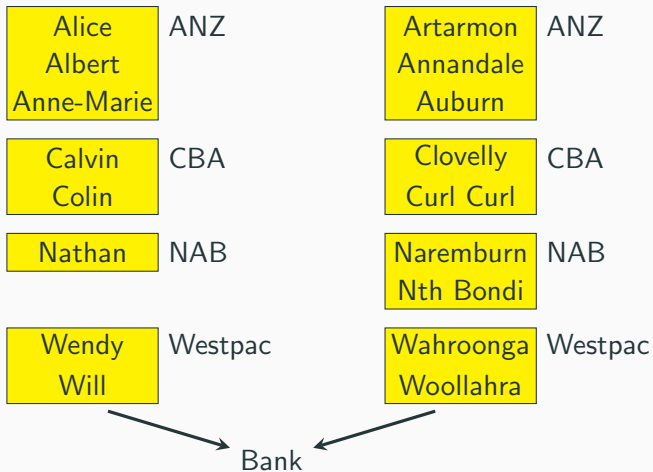 Alice ANZ
Albert
Anne-Marie
Calvin CBA
Colin
Nathan NAB
Wendy Westpac
Will
Artarmon ANZ
Annandale
Auburn
Clovelly CBA
Curl Curl
Naremburn NAB
Nth Bondi
Wahroonga Westpac
Woollahra
Bank